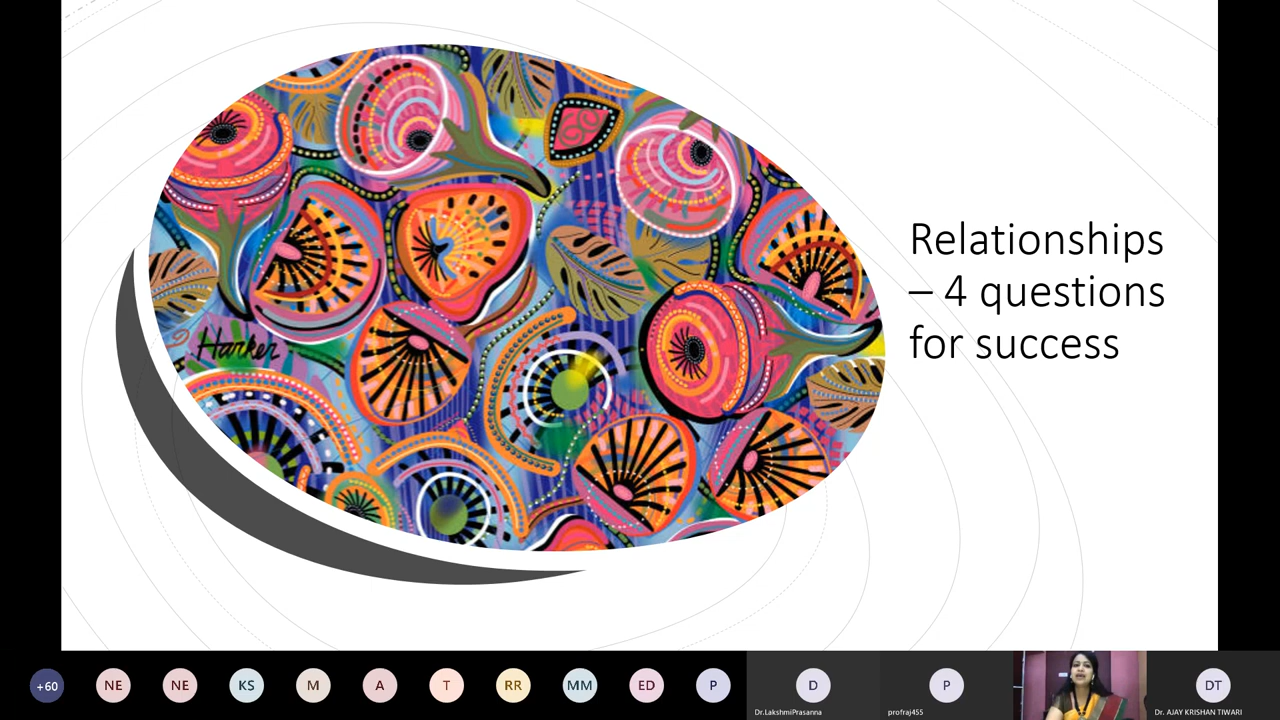 Relationships
– 4 questions
for success
Harker
+60
NE
NE
KS
M
A
T
RR
MM
ED
P
D
P
DT
Dr.LakshmiPrasanna
profraj455
Dr. AJAY KRISHAN TIWARI